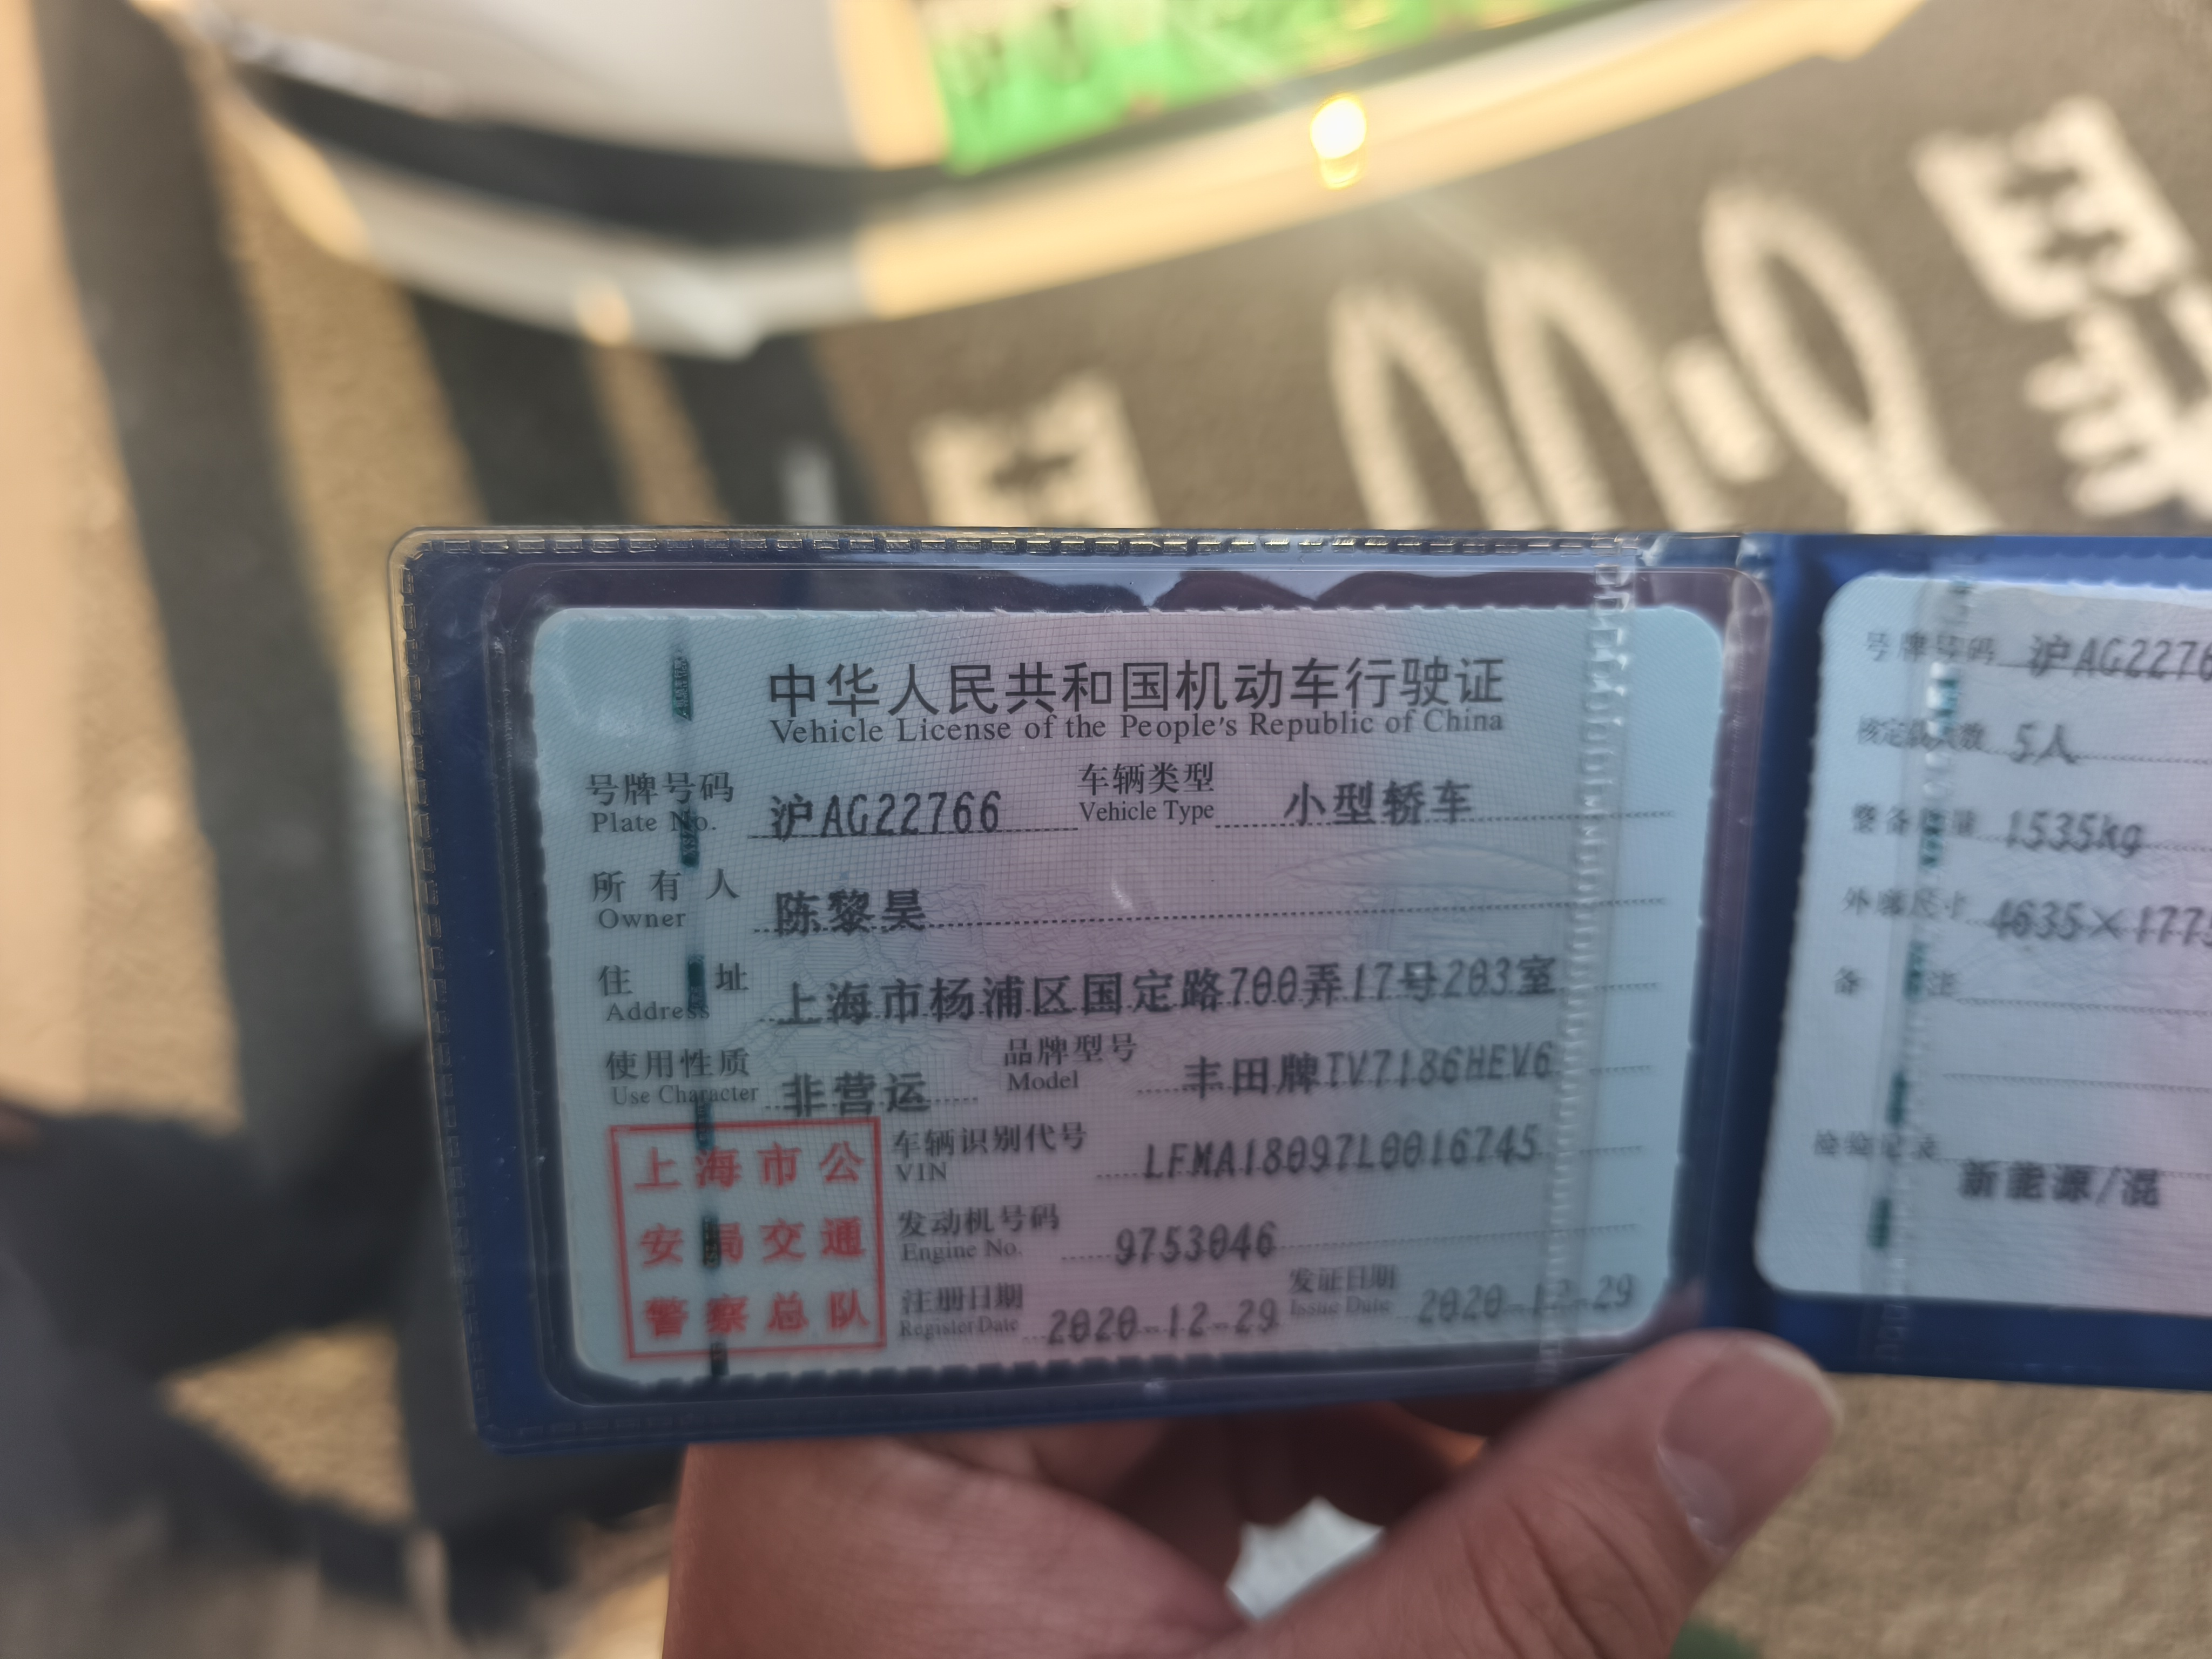 中华人民共和国机动车行驶证
Vehicle License of the People's Republic of China
号牌号码 沪AG22766 车辆类型 小型轿车
Plate No. Vehicle Type
所有人 陈黎昊
Owner
住址 上海市杨浦区国定路700弄17号203室
Address
使用性质 非营运 品牌型号 丰田牌TV7186HEV6
Use Character Model
上海市公
安局交通
警察总队
车辆识别代号 LFMA18097L0016745
VIN
发动机号码 9753046
Engine No.
注册日期 2020-12-29 发证日期 2020-12-29
Register Date Issue Date
号牌号码 沪AG2276
核定载人数 5人
整备质量 1535kg
外廓尺寸 4635×177
备注
检验记录
新能源/混